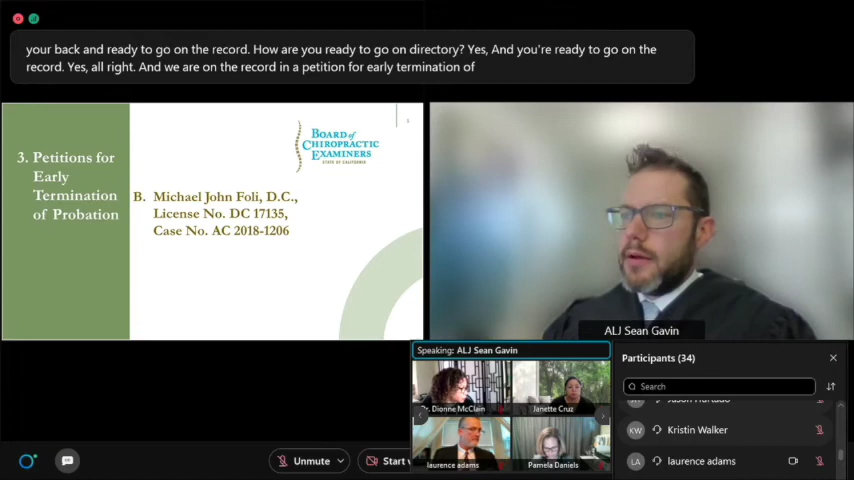 your back and ready to go on the record. How are you ready to go on directory? Yes, And you're ready to go on the
record. Yes, all right. And we are on the record in a petition for early termination of
3. Petitions for
Early
Termination
of Probation
BOARD of
CHIROPRACTIC
EXAMINERS
STATE OF CALIFORNIA
B. Michael John Foli, D.C.,
License No. DC 17135,
Case No. AC 2018-1206
ALJ Sean Gavin
Speaking: ALJ Sean Gavin
Dr. Dionne McClain
Janette Cruz
laurence adams
Pamela Daniels
Participants (34)
Search
Jason Hurtado
KW Kristin Walker
LA laurence adams
Unmute
Start v